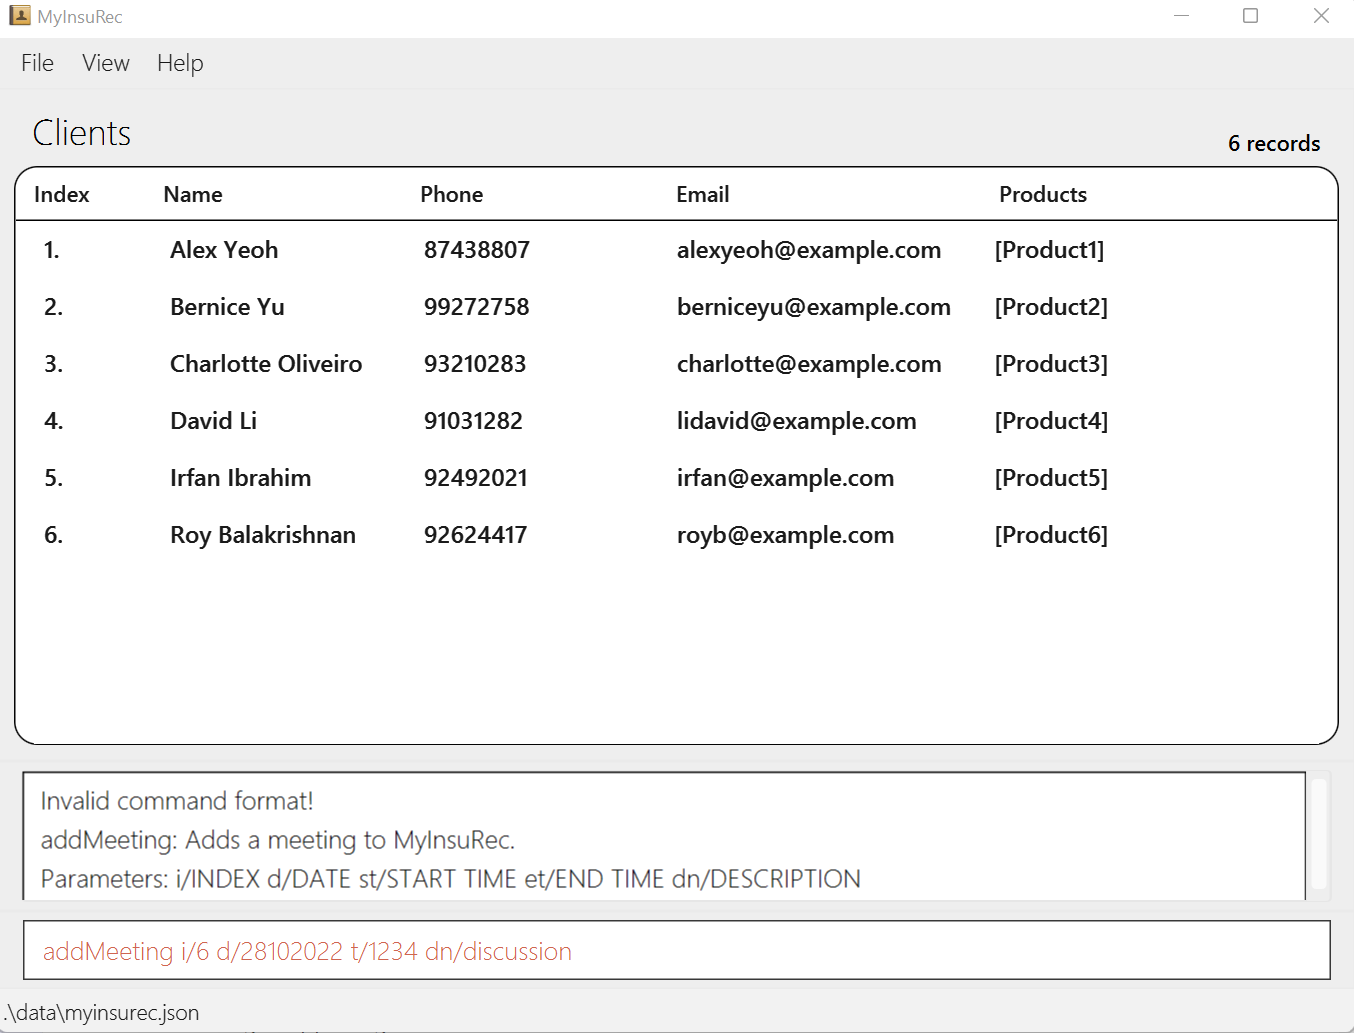 MyInsuRec
File View Help
Clients
6 records
Index Name Phone Email Products
1. Alex Yeoh 87438807 alexyeoh@example.com [Product1]
2. Bernice Yu 99272758 berniceyu@example.com [Product2]
3. Charlotte Oliveiro 93210283 charlotte@example.com [Product3]
4. David Li 91031282 lidavid@example.com [Product4]
5. Irfan Ibrahim 92492021 irfan@example.com [Product5]
6. Roy Balakrishnan 92624417 royb@example.com [Product6]
Invalid command format!
addMeeting: Adds a meeting to MyInsuRec.
Parameters: i/INDEX d/DATE st/START TIME et/END TIME dn/DESCRIPTION
addMeeting i/6 d/28102022 t/1234 dn/discussion
.\data\myinsurec.json